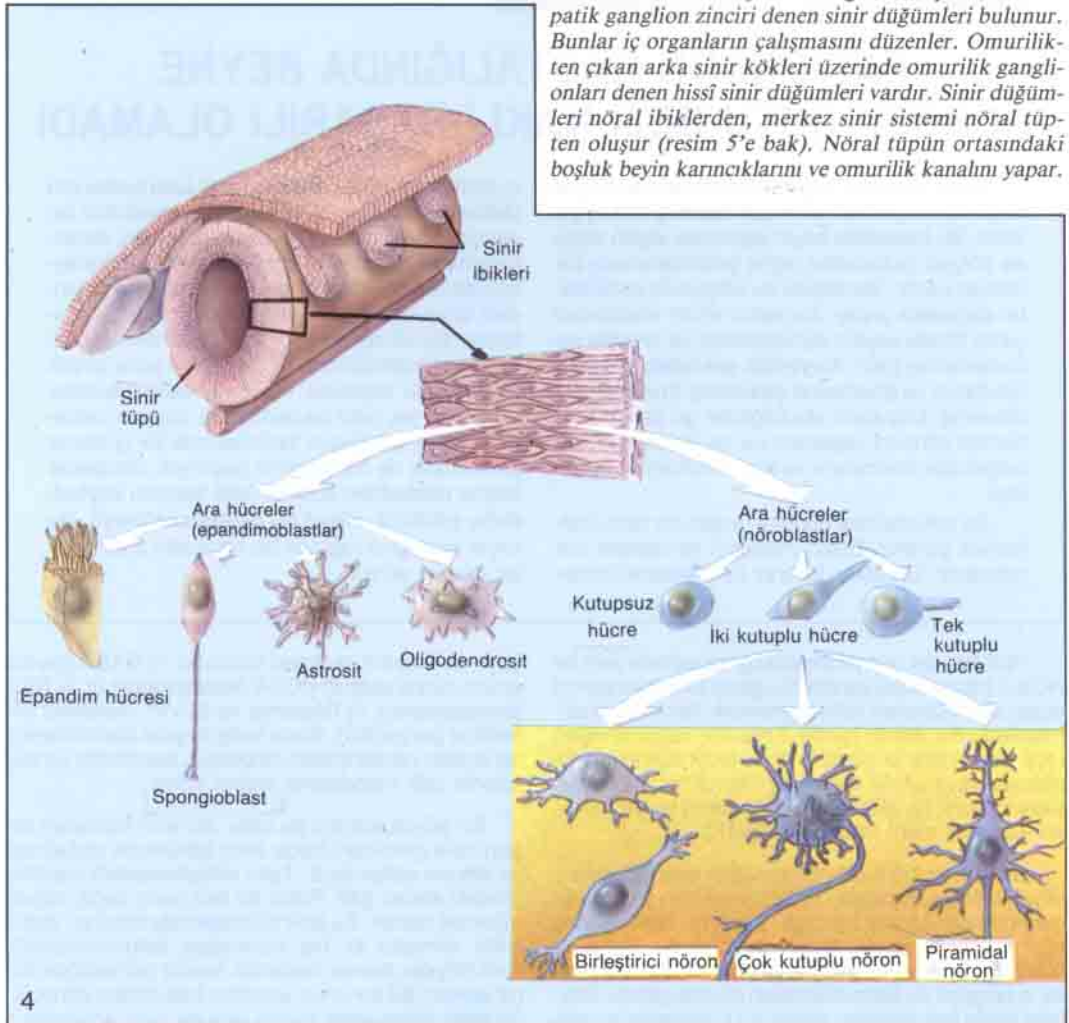 patik ganglion zinciri denen sinir düğümleri bulunur.
Bunlar iç organların çalışmasını düzenler. Omurilik-
ten çıkan arka sinir kökleri üzerinde omurilik gangli-
onları denen hissî sinir düğümleri vardır. Sinir düğüm-
leri nöral ibiklerden, merkez sinir sistemi nöral tüp-
ten oluşur (resim 5'e bak). Nöral tüpün ortasındaki
boşluk beyin karıncıklarını ve omurilik kanalını yapar.
Sinir
ibikleri
Sinir
tüpü
Ara hücreler
(epandimoblastlar)
Ara hücreler
(nöroblastlar)
Epandim hücresi
Spongioblast
Astrosit
Oligodendrosit
Kutupsuz
hücre
İki kutuplu hücre
Tek
kutuplu
hücre
Birleştirici nöron
Çok kutuplu nöron
Piramidal
nöron
4